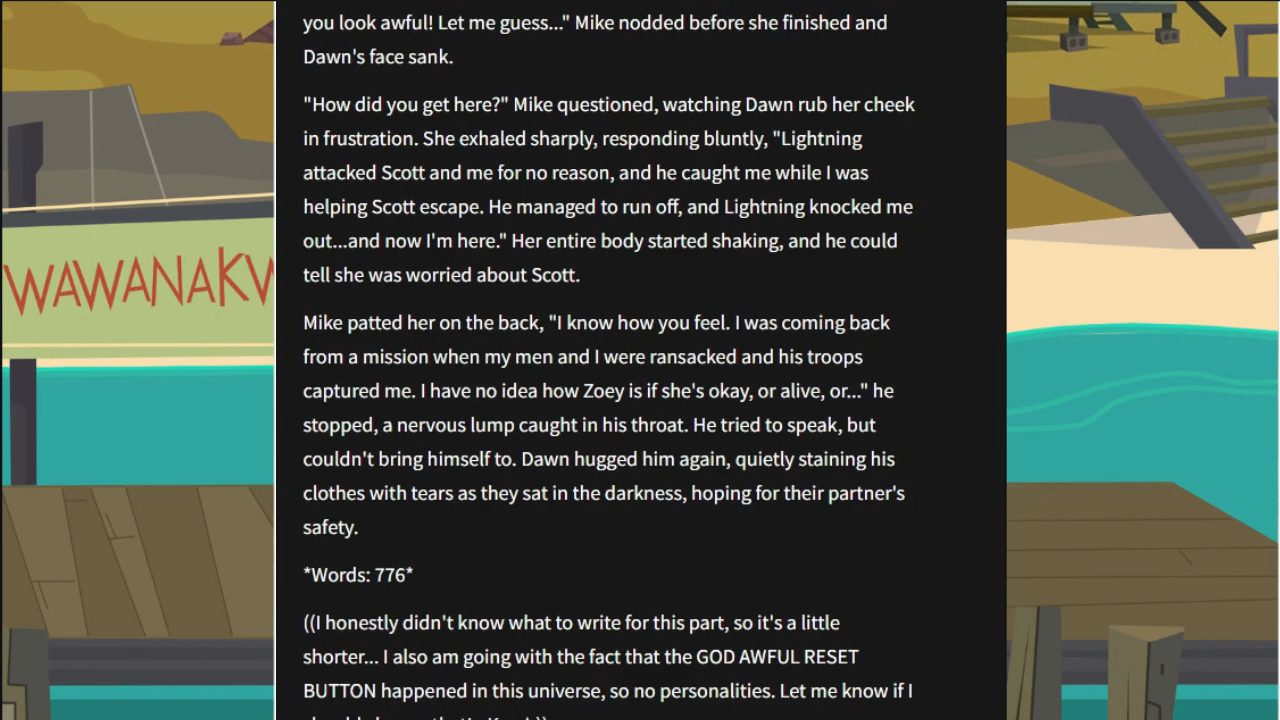 you look awful! Let me guess..." Mike nodded before she finished and
Dawn's face sank.
"How did you get here?" Mike questioned, watching Dawn rub her cheek
in frustration. She exhaled sharply, responding bluntly, "Lightning
attacked Scott and me for no reason, and he caught me while I was
helping Scott escape. He managed to run off, and Lightning knocked me
out...and now I'm here." Her entire body started shaking, and he could
tell she was worried about Scott.
Mike patted her on the back, "I know how you feel. I was coming back
from a mission when my men and I were ransacked and his troops
captured me. I have no idea how Zoey is if she's okay, or alive, or..." he
stopped, a nervous lump caught in his throat. He tried to speak, but
couldn't bring himself to. Dawn hugged him again, quietly staining his
clothes with tears as they sat in the darkness, hoping for their partner's
safety.
*Words: 776*
((I honestly didn't know what to write for this part, so it's a little
shorter... I also am going with the fact that the GOD AWFUL RESET
BUTTON happened in this universe, so no personalities. Let me know if I
WAWANAKW